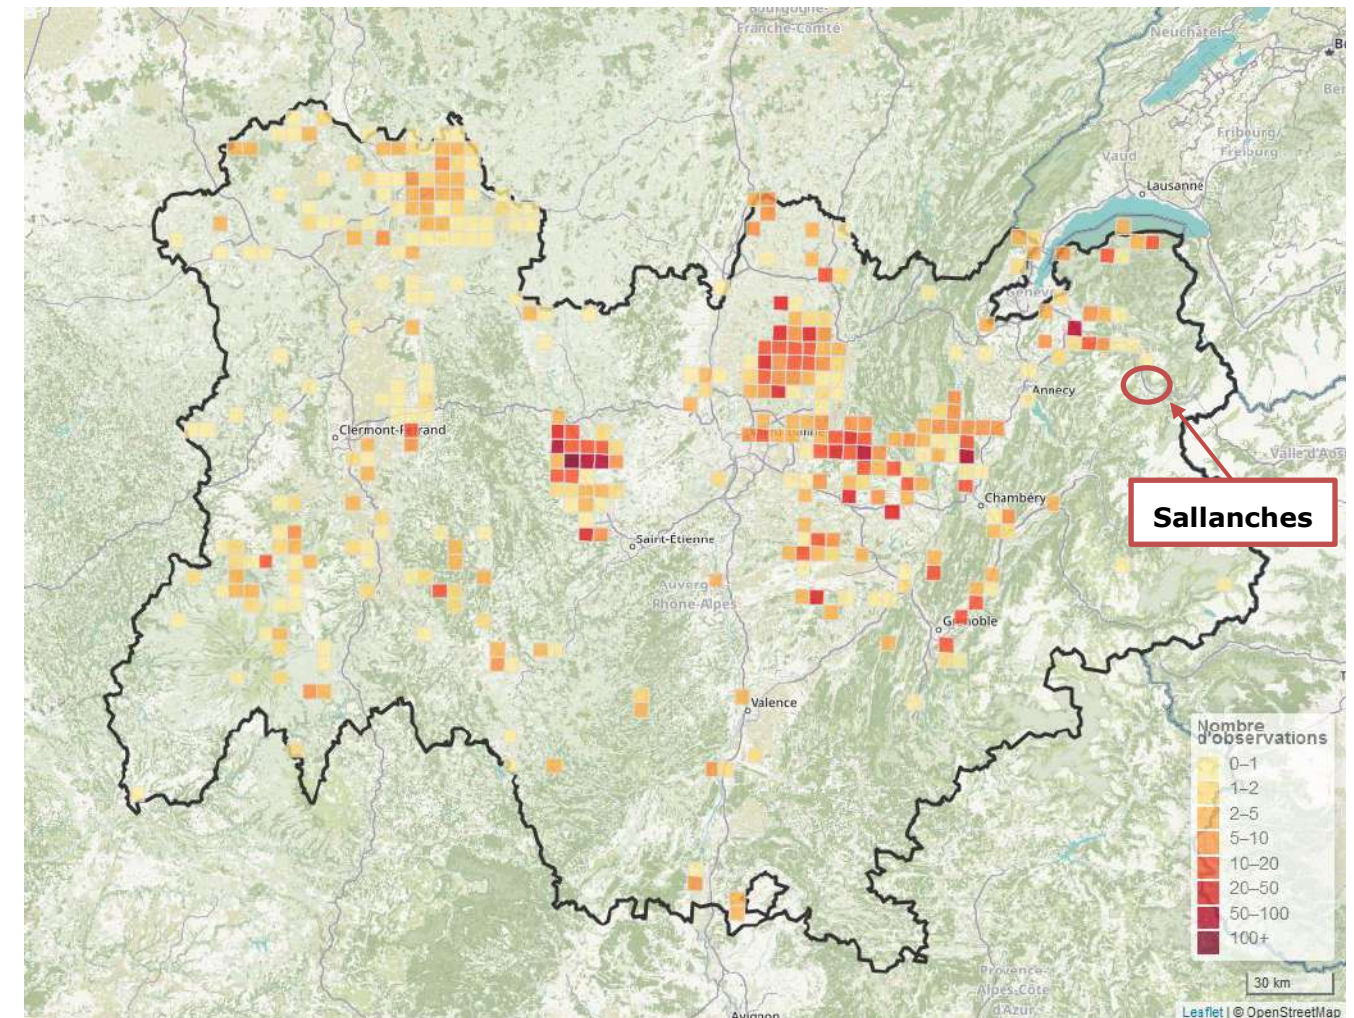 Bourgogne-
Franche-Comté
Neuchâtel
Fribourg/
Freiburg
Vaud
Lausanne
Genève
Annecy
Clermont-Ferrand
Chambéry
Sallanches
Saint-Étienne
Rhône-Alpes
Grenoble
Valence
Nombre
d'observations
0–1
1–2
2–5
5–10
10–20
20–50
50–100
100+
Provence-
Alpes-Côte
d'Azur
30 km
Avignon
Leaflet | © OpenStreetMap